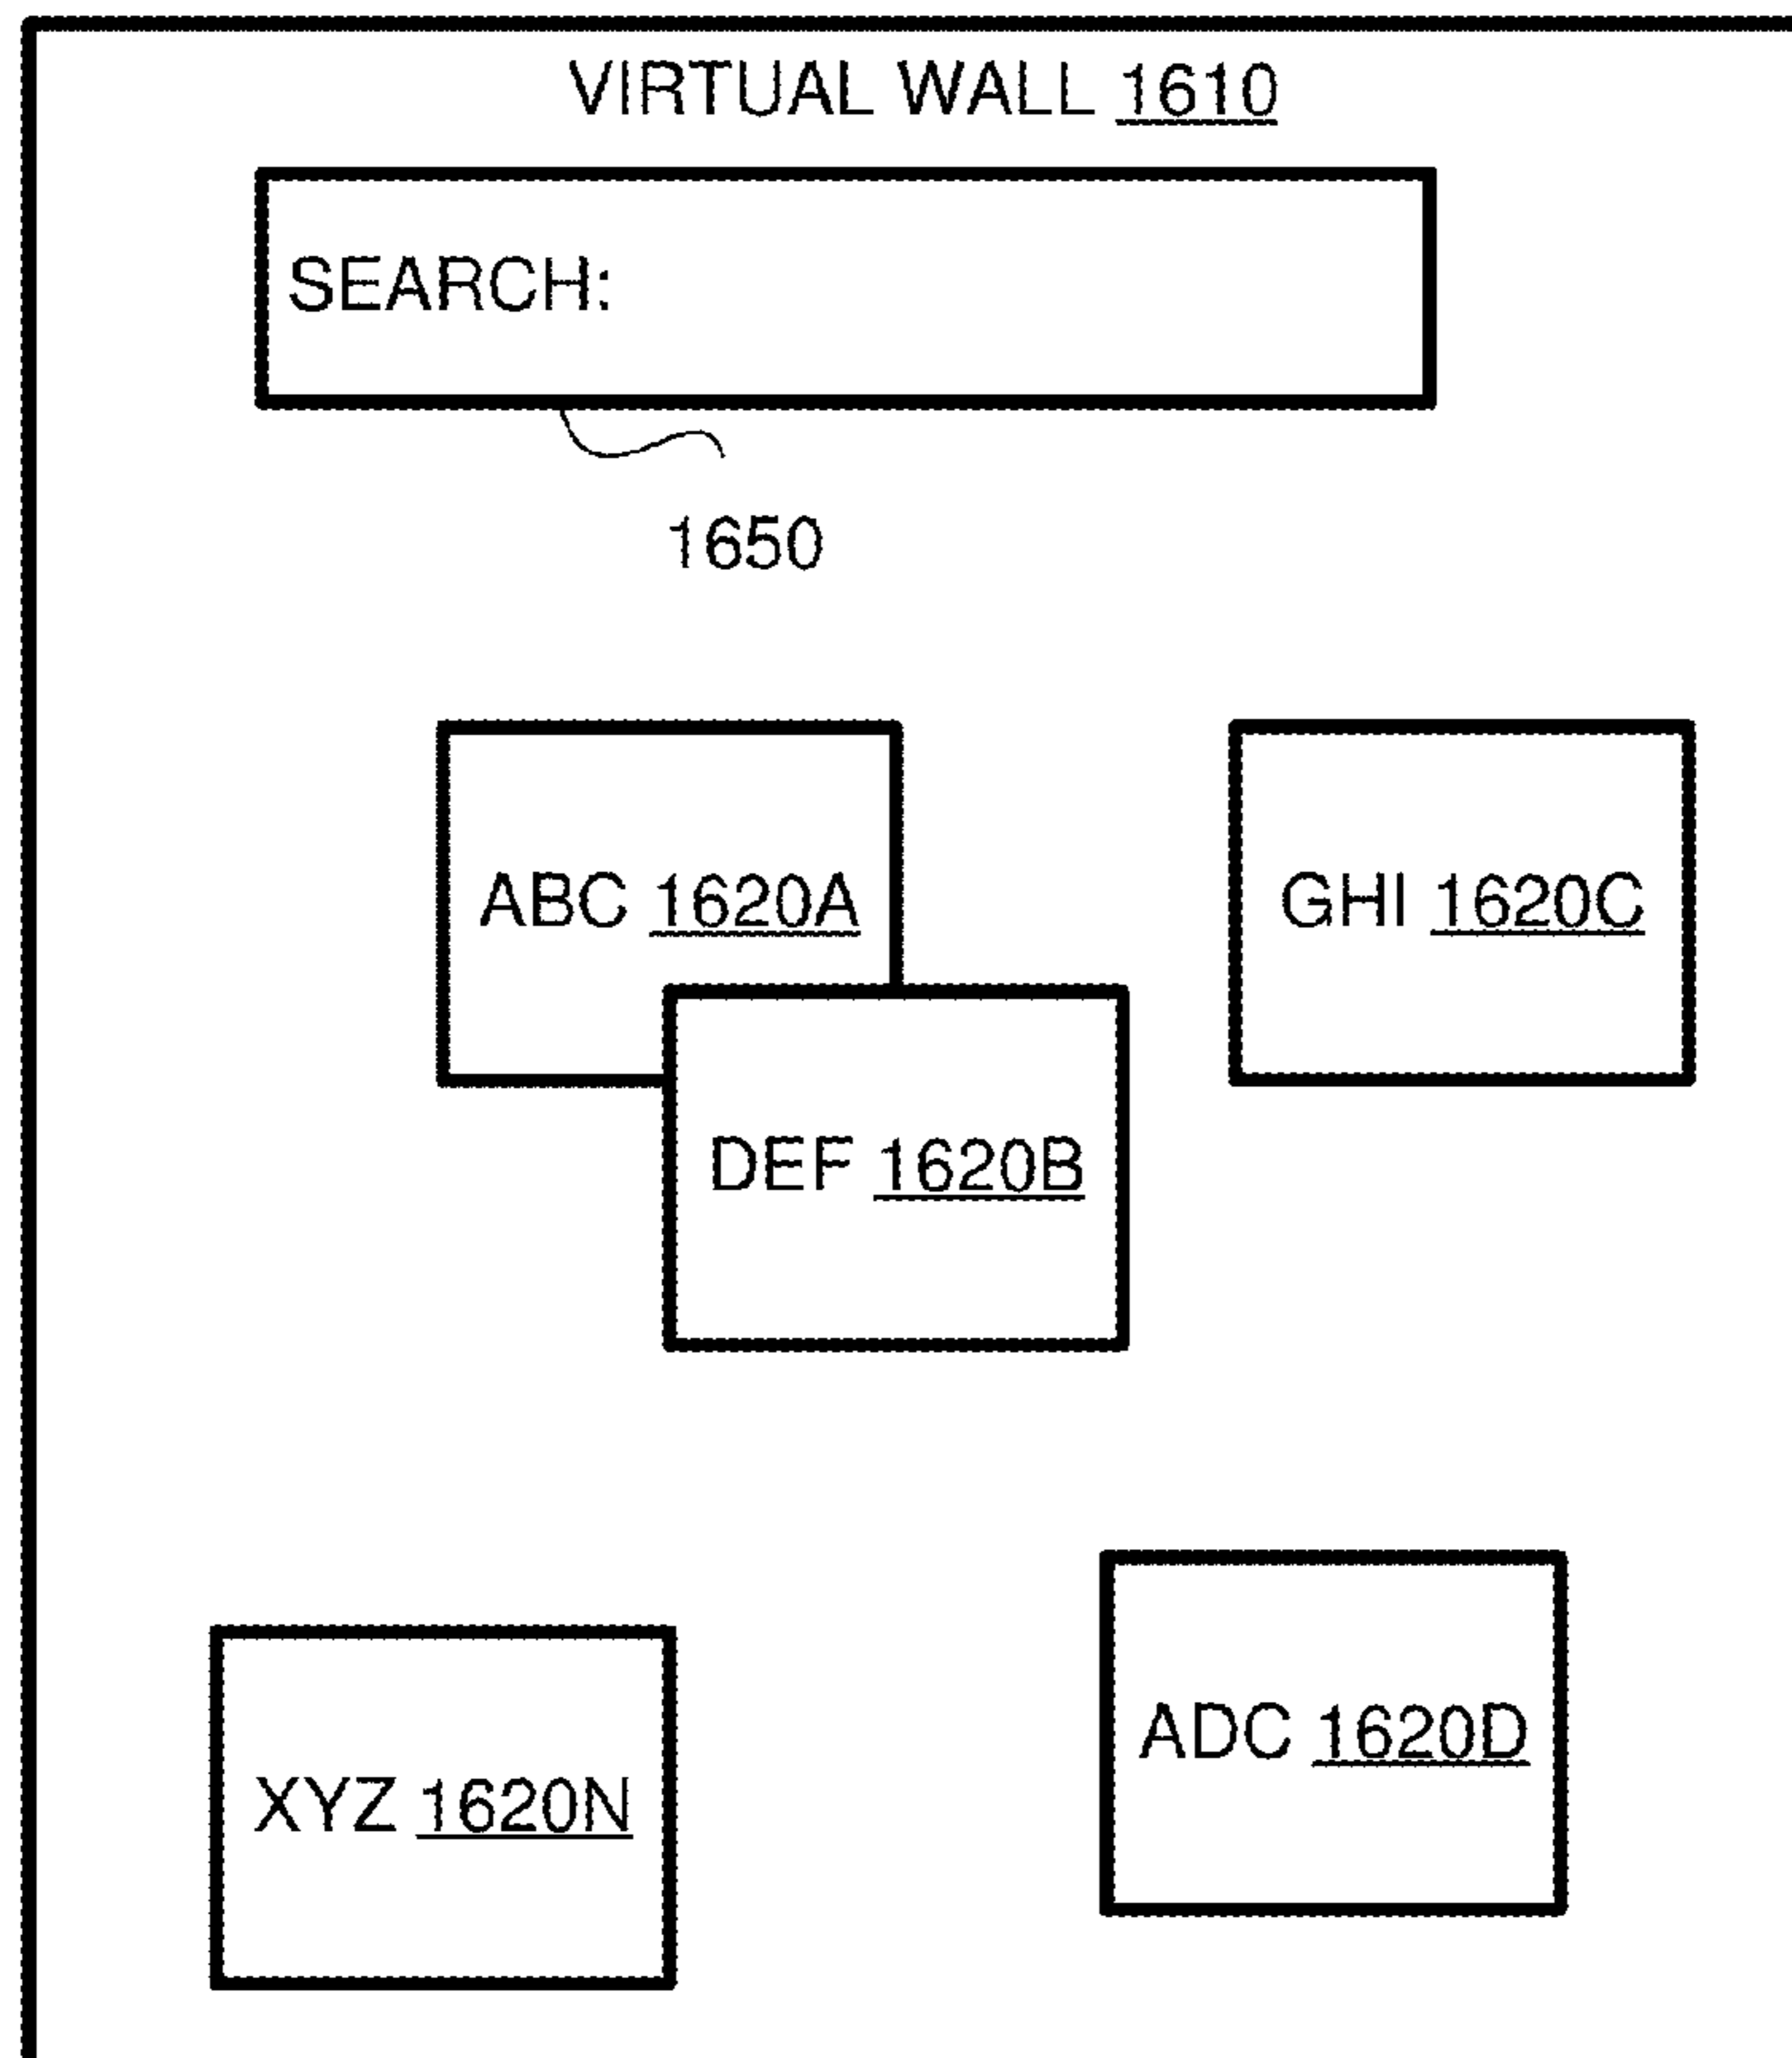 VIRTUAL WALL 1610
SEARCH:
1650
ABC 1620A
GHI 1620C
DEF 1620B
ADC 1620D
XYZ 1620N